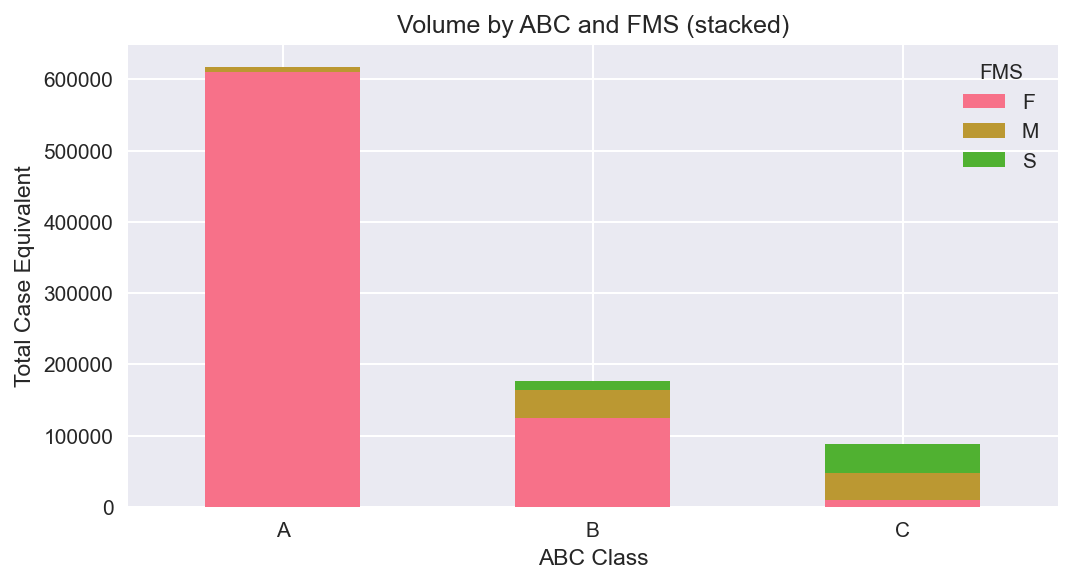 Volume by ABC and FMS (stacked)
Total Case Equivalent
600000
500000
400000
300000
200000
100000
0
FMS
F
M
S
A
B
C
ABC Class